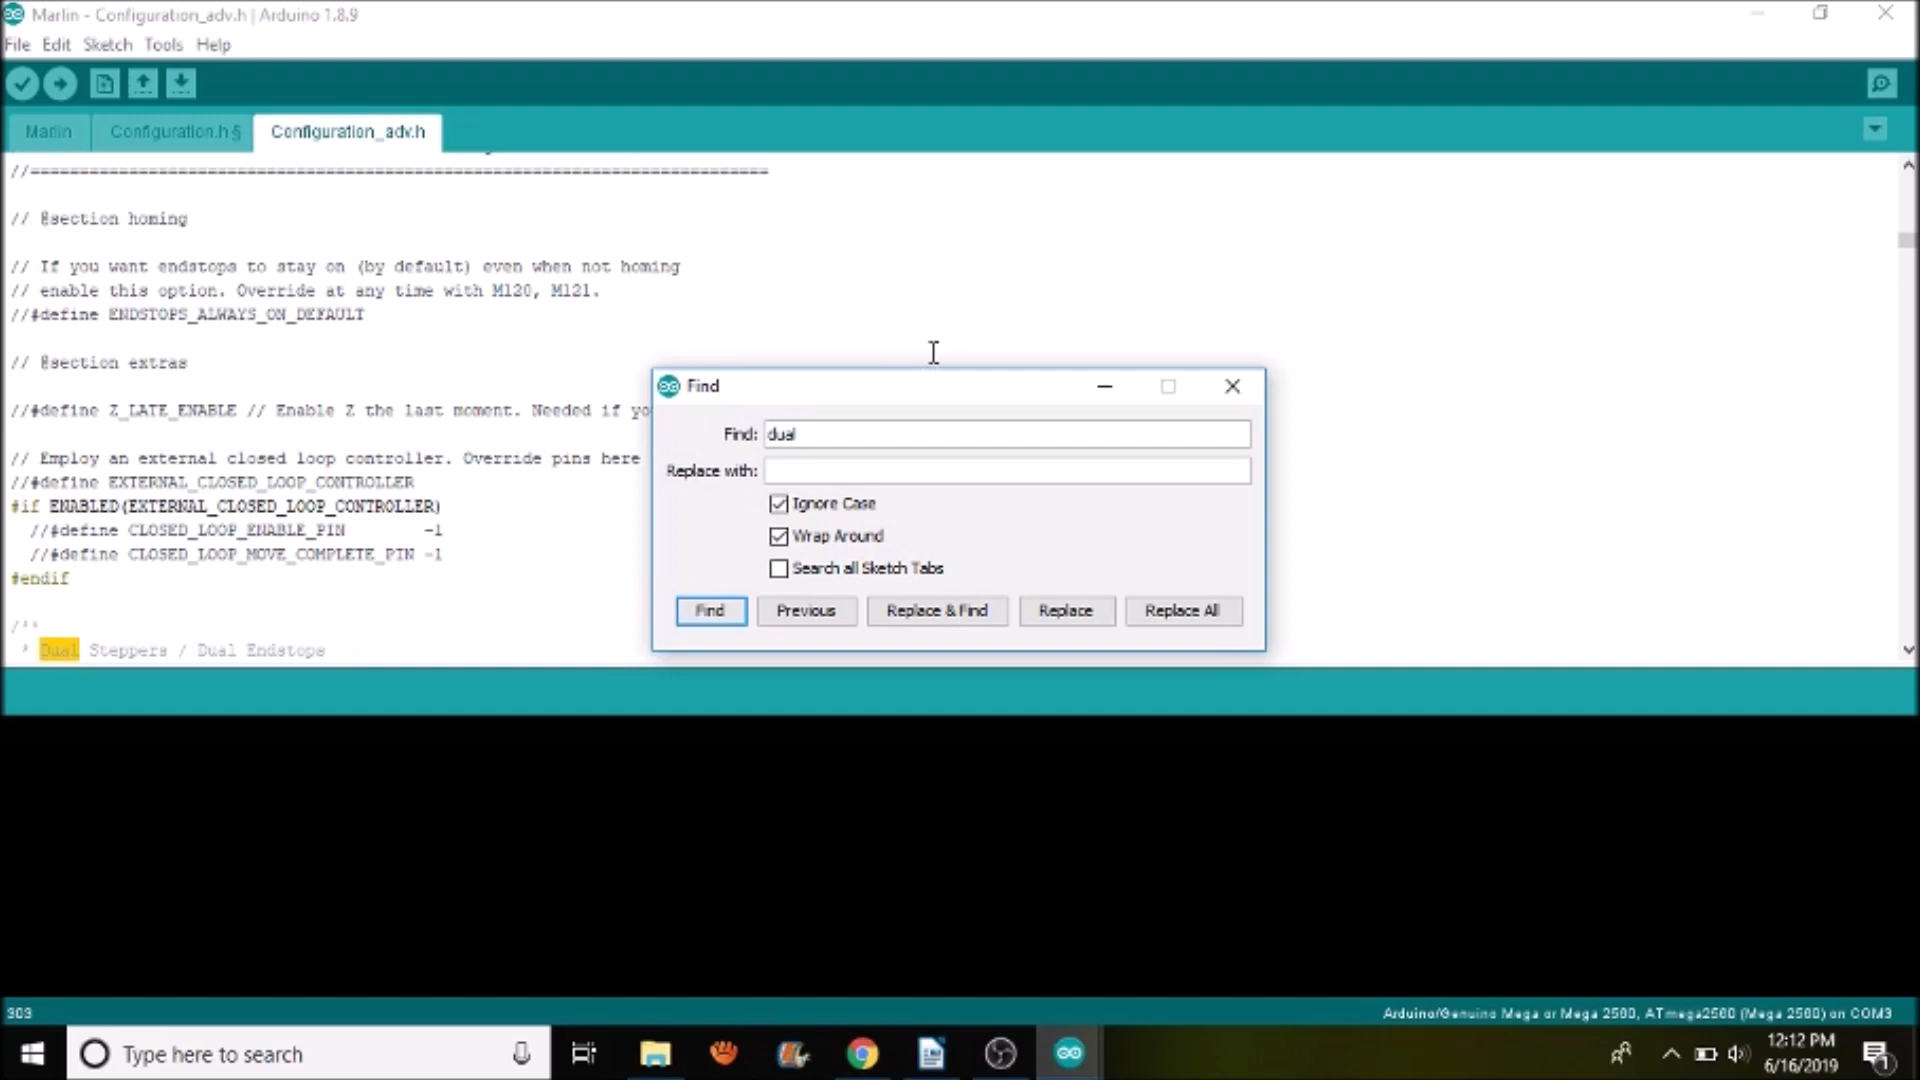 Marlin - Configuration_adv.h | Arduino 1.8.9
File Edit Sketch Tools Help
Marlin Configuration.h § Configuration_adv.h
//===========================================================================
// @section homing
// If you want endstops to stay on (by default) even when not homing
// enable this option. Override at any time with M120, M121.
//#define ENDSTOPS_ALWAYS_ON_DEFAULT
// @section extras
//#define Z_LATE_ENABLE // Enable Z the last moment. Needed if yo
// Employ an external closed loop controller. Override pins here
//#define EXTERNAL_CLOSED_LOOP_CONTROLLER
#if ENABLED(EXTERNAL_CLOSED_LOOP_CONTROLLER)
//#define CLOSED_LOOP_ENABLE_PIN -1
//#define CLOSED_LOOP_MOVE_COMPLETE_PIN -1
#endif
/**
* Dual Steppers / Dual Endstops
Find
Find: dual
Replace with:
Ignore Case
Wrap Around
Search all Sketch Tabs
Find Previous Replace & Find Replace Replace All
303
Arduino/Genuino Mega or Mega 2560, ATmega2560 (Mega 2560) on COM3
Type here to search
12:12 PM
6/16/2019
1